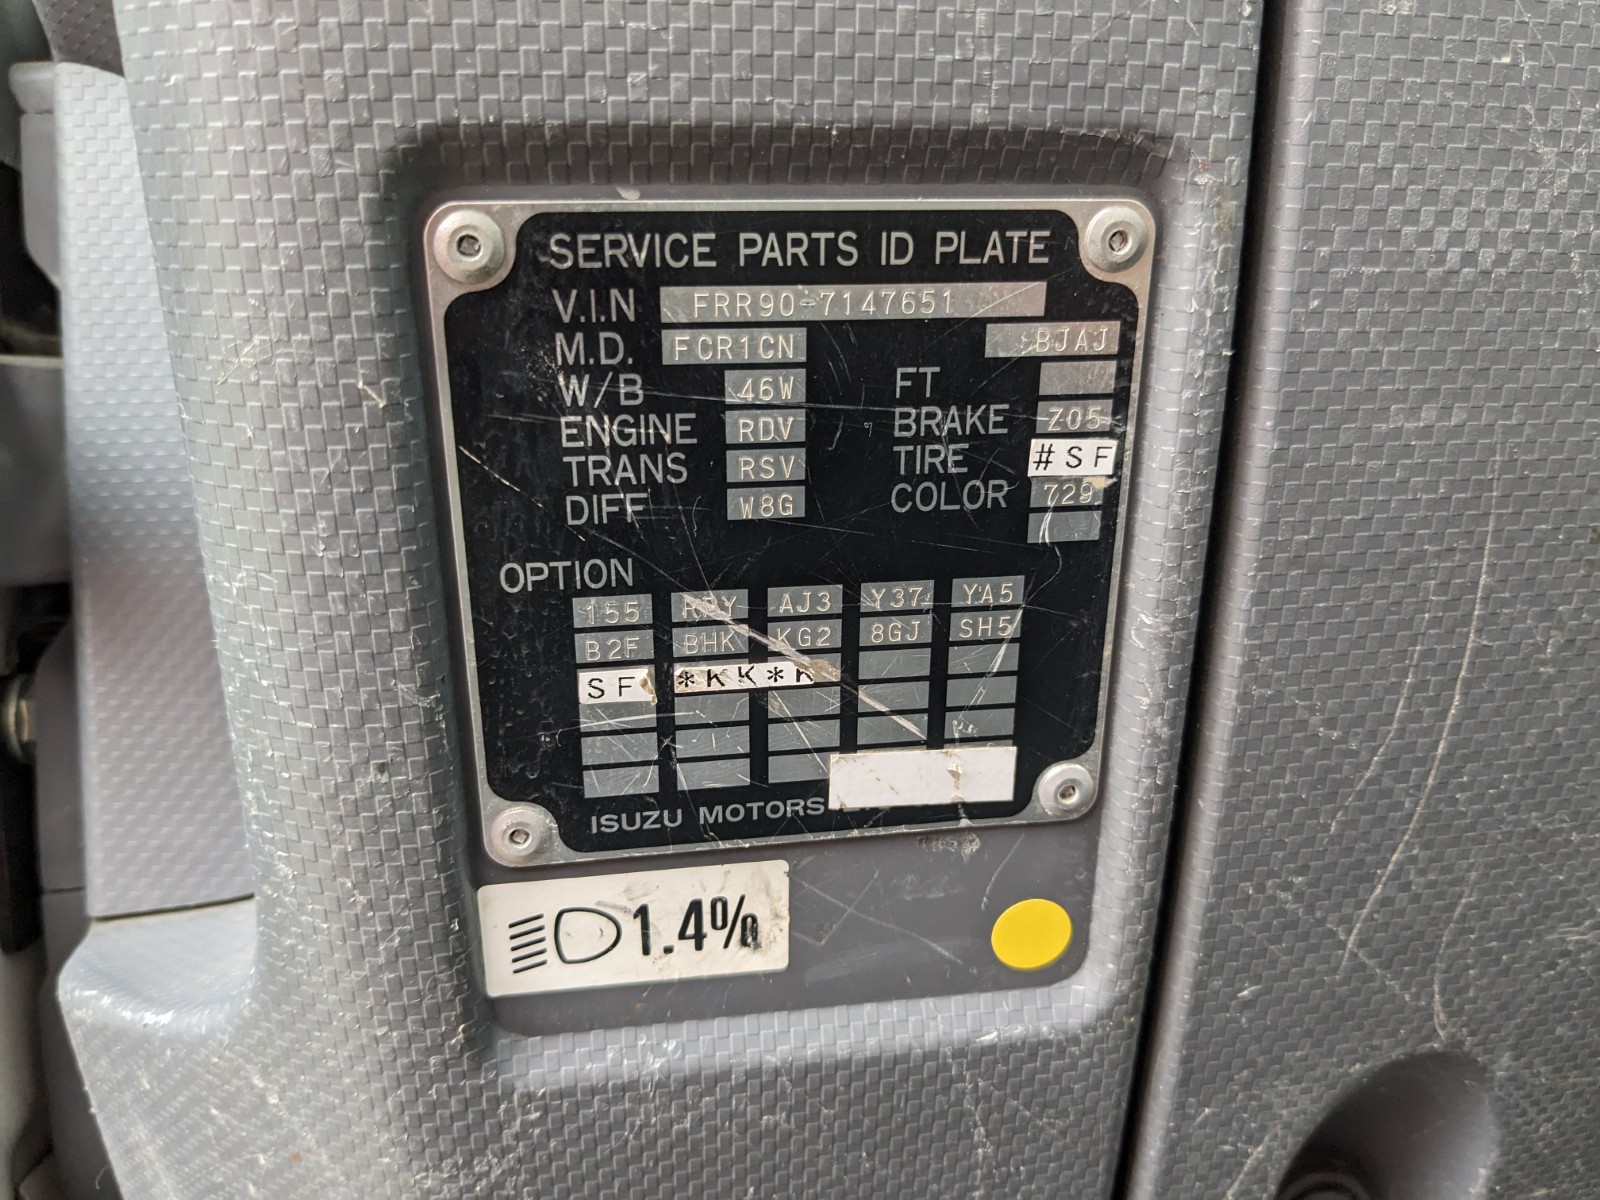 SERVICE PARTS ID PLATE
V.I.N FRR90-7147651
M.D. FCR1CN BJAJ
W/B 46W FT
ENGINE RDV BRAKE Z05
TRANS RSV TIRE #SF
DIFF W8G COLOR 729
OPTION
155 AJ3 Y37 YA5
B2F BHK KG2 8GJ SH5
SF *KK*K
ISUZU MOTORS
1.4%